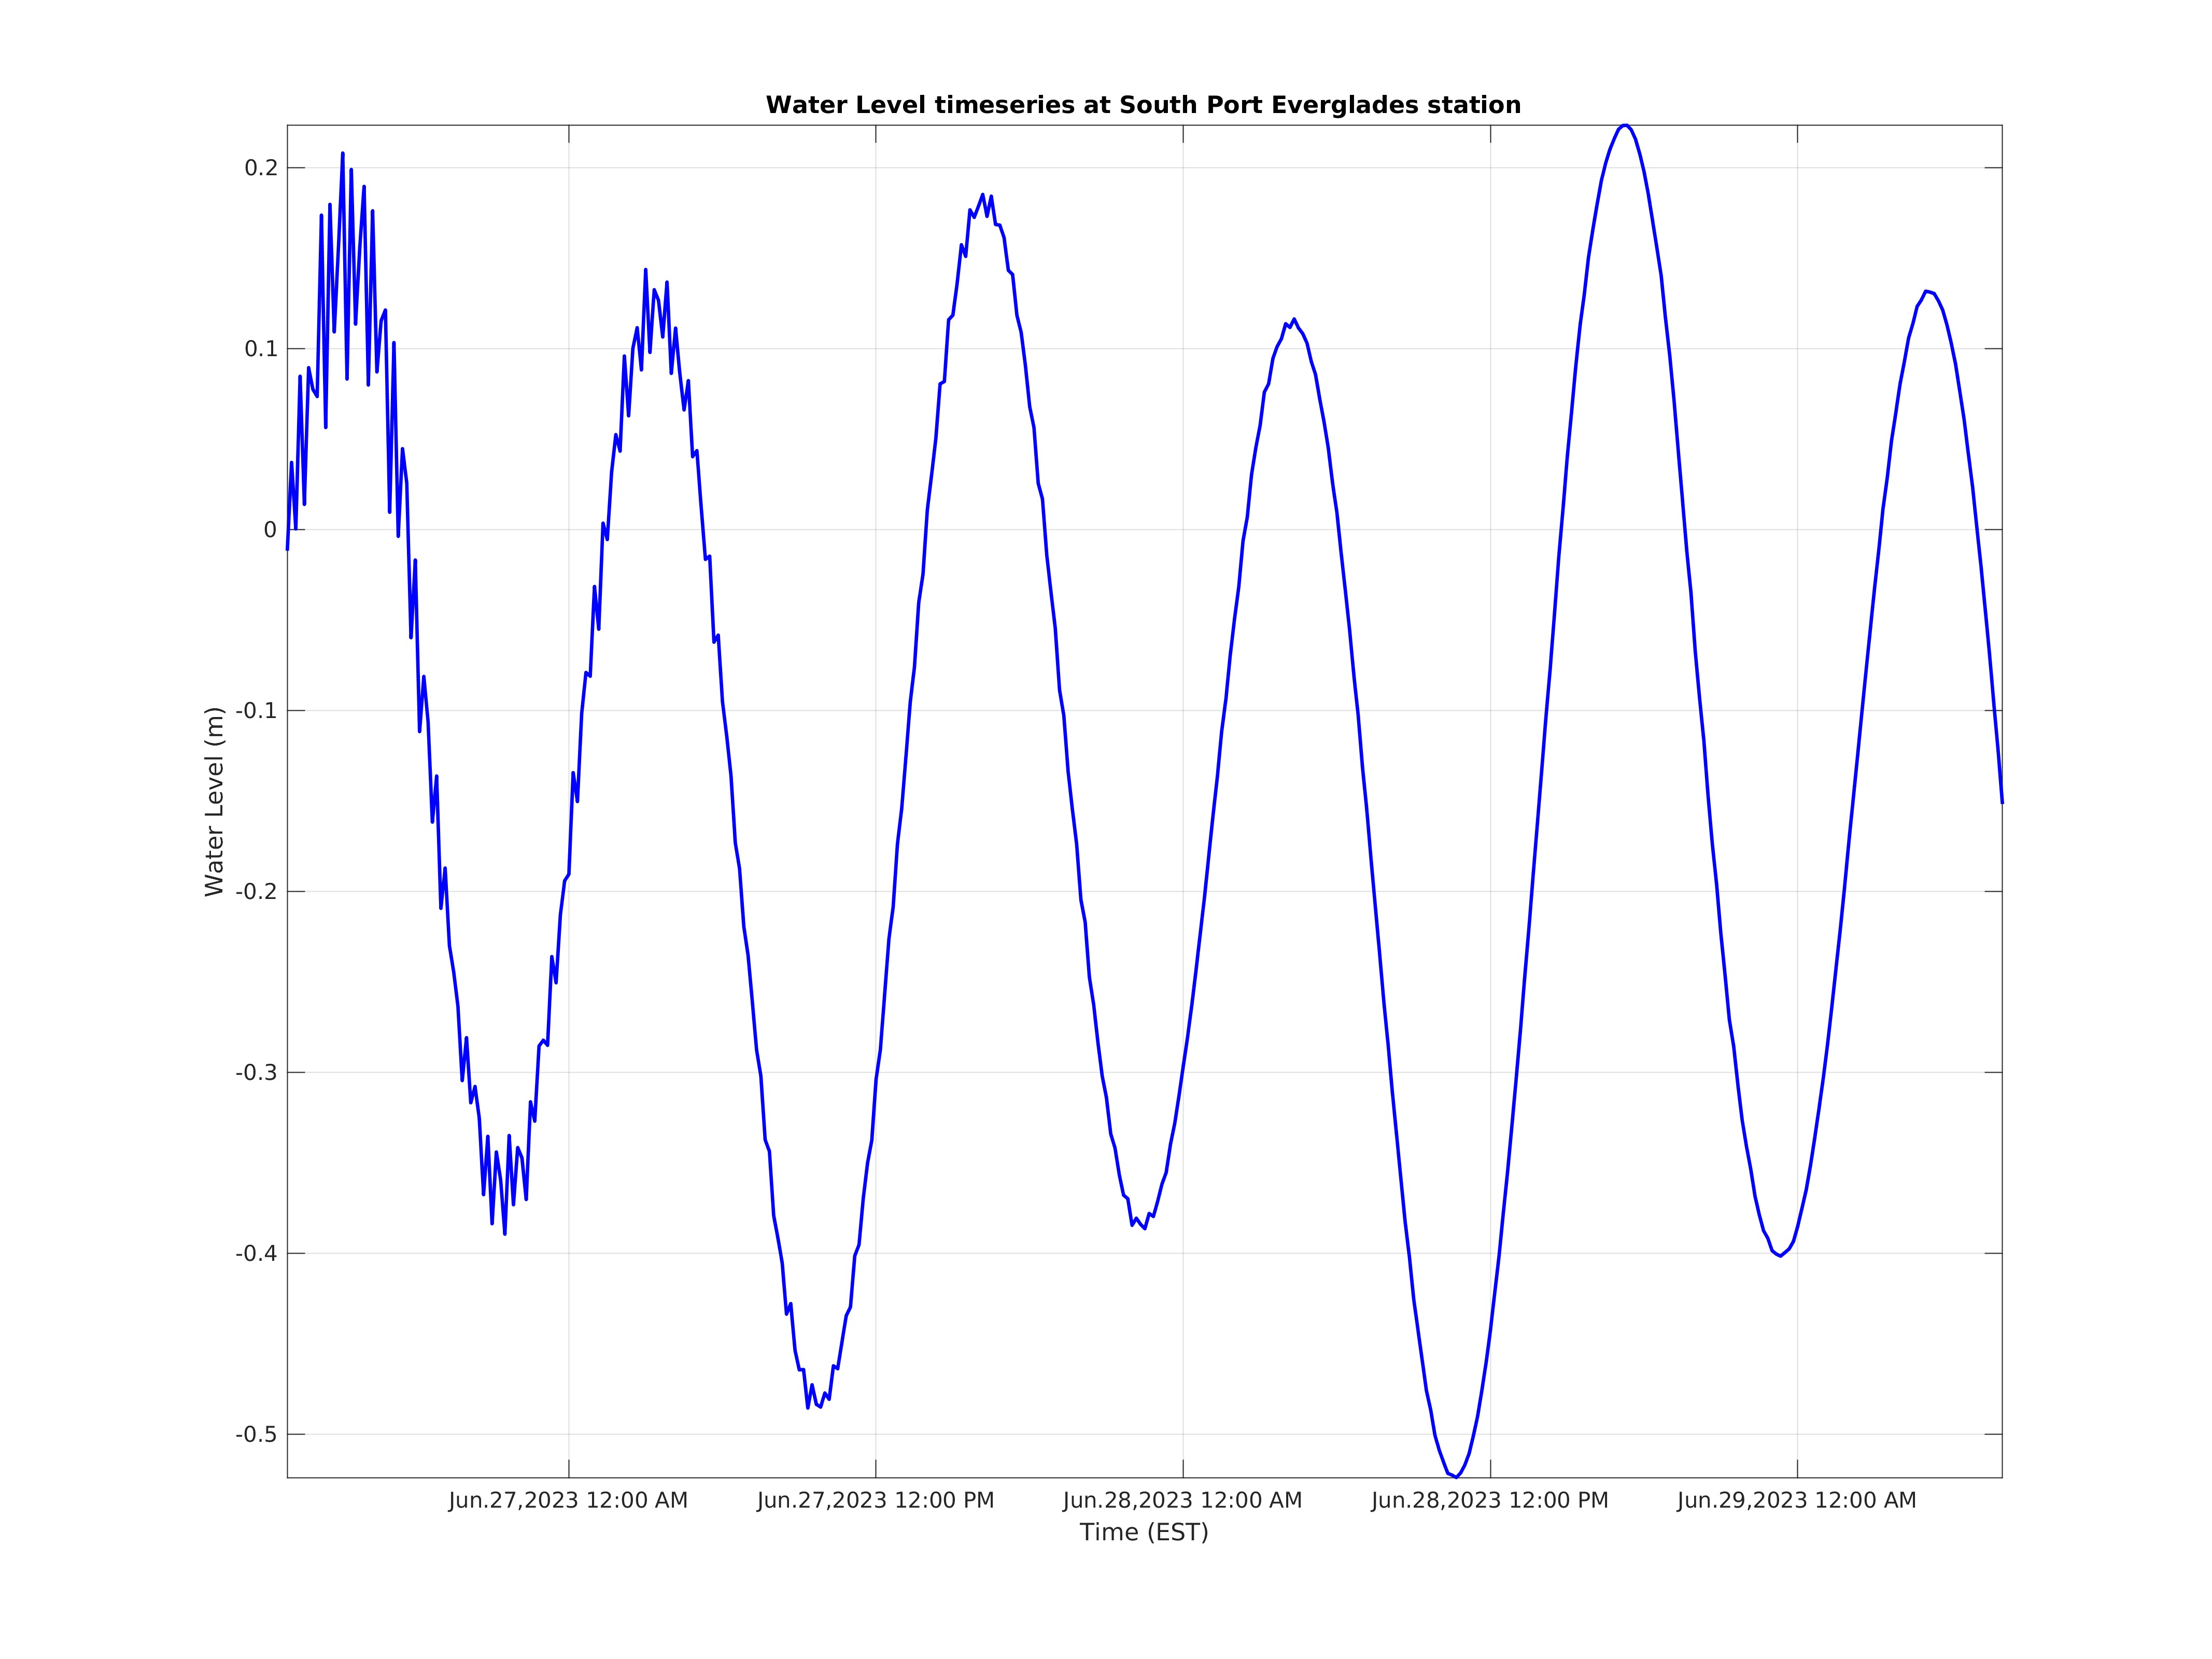 Water Level timeseries at South Port Everglades station
0.2
0.1
0
-0.1
-0.2
-0.3
-0.4
-0.5
Water Level (m)
Jun.27,2023 12:00 AM
Jun.27,2023 12:00 PM
Jun.28,2023 12:00 AM
Jun.28,2023 12:00 PM
Jun.29,2023 12:00 AM
Time (EST)